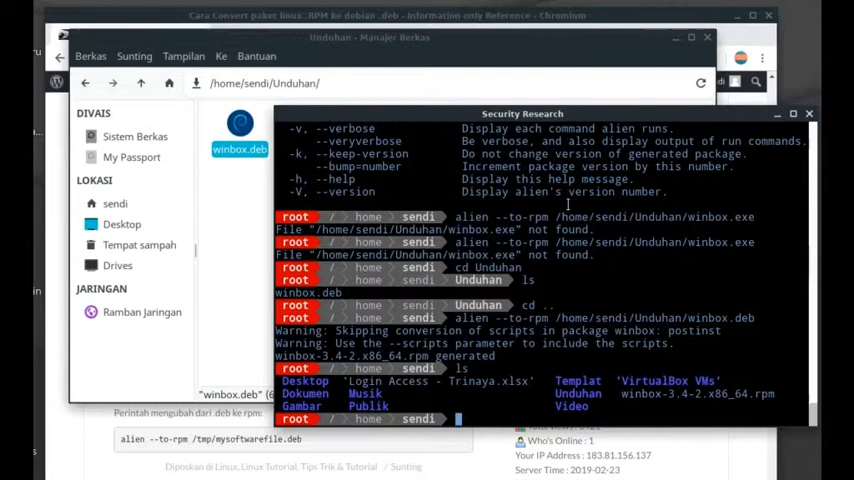 Cara Convert paket linux .RPM ke debian .deb - Information only Reference - Chromium
Unduhan - Manajer Berkas
Berkas Sunting Tampilan Ke Bantuan
/home/sendi/Unduhan/
DIVAIS
Sistem Berkas
My Passport
LOKASI
sendi
Desktop
Tempat sampah
Drives
JARINGAN
Ramban Jaringan
winbox.deb
"winbox.deb" (6
Security Research
-v, --verbose Display each command alien runs.
--veryverbose Be verbose, and also display output of run commands.
-k, --keep-version Do not change version of generated package.
--bump=number Increment package version by this number.
-h, --help Display this help message.
-V, --version Display alien's version number.
root / home sendi alien --to-rpm /home/sendi/Unduhan/winbox.exe
File "/home/sendi/Unduhan/winbox.exe" not found.
root / home sendi alien --to-rpm /home/sendi/Unduhan/winbox.exe
File "/home/sendi/Unduhan/winbox.exe" not found.
root / home sendi cd Unduhan
root / home sendi Unduhan ls
winbox.deb
root / home sendi Unduhan cd ..
root / home sendi alien --to-rpm /home/sendi/Unduhan/winbox.deb
Warning: Skipping conversion of scripts in package winbox: postinst
Warning: Use the --scripts parameter to include the scripts.
winbox-3.4-2.x86_64.rpm generated
root / home sendi ls
Desktop 'Login Access - Trinaya.xlsx' Templat 'VirtualBox VMs'
Dokumen Musik Unduhan winbox-3.4-2.x86_64.rpm
Gambar Publik Video
root / home sendi
Perintah mengubah dari .deb ke rpm:
alien --to-rpm /tmp/mysoftwarefile.deb
Diposkan di Linux, Linux Tutorial, Tips Trik & Tutorial / Sunting
Who's Online : 1
Your IP Address : 183.81.156.137
Server Time : 2019-02-23